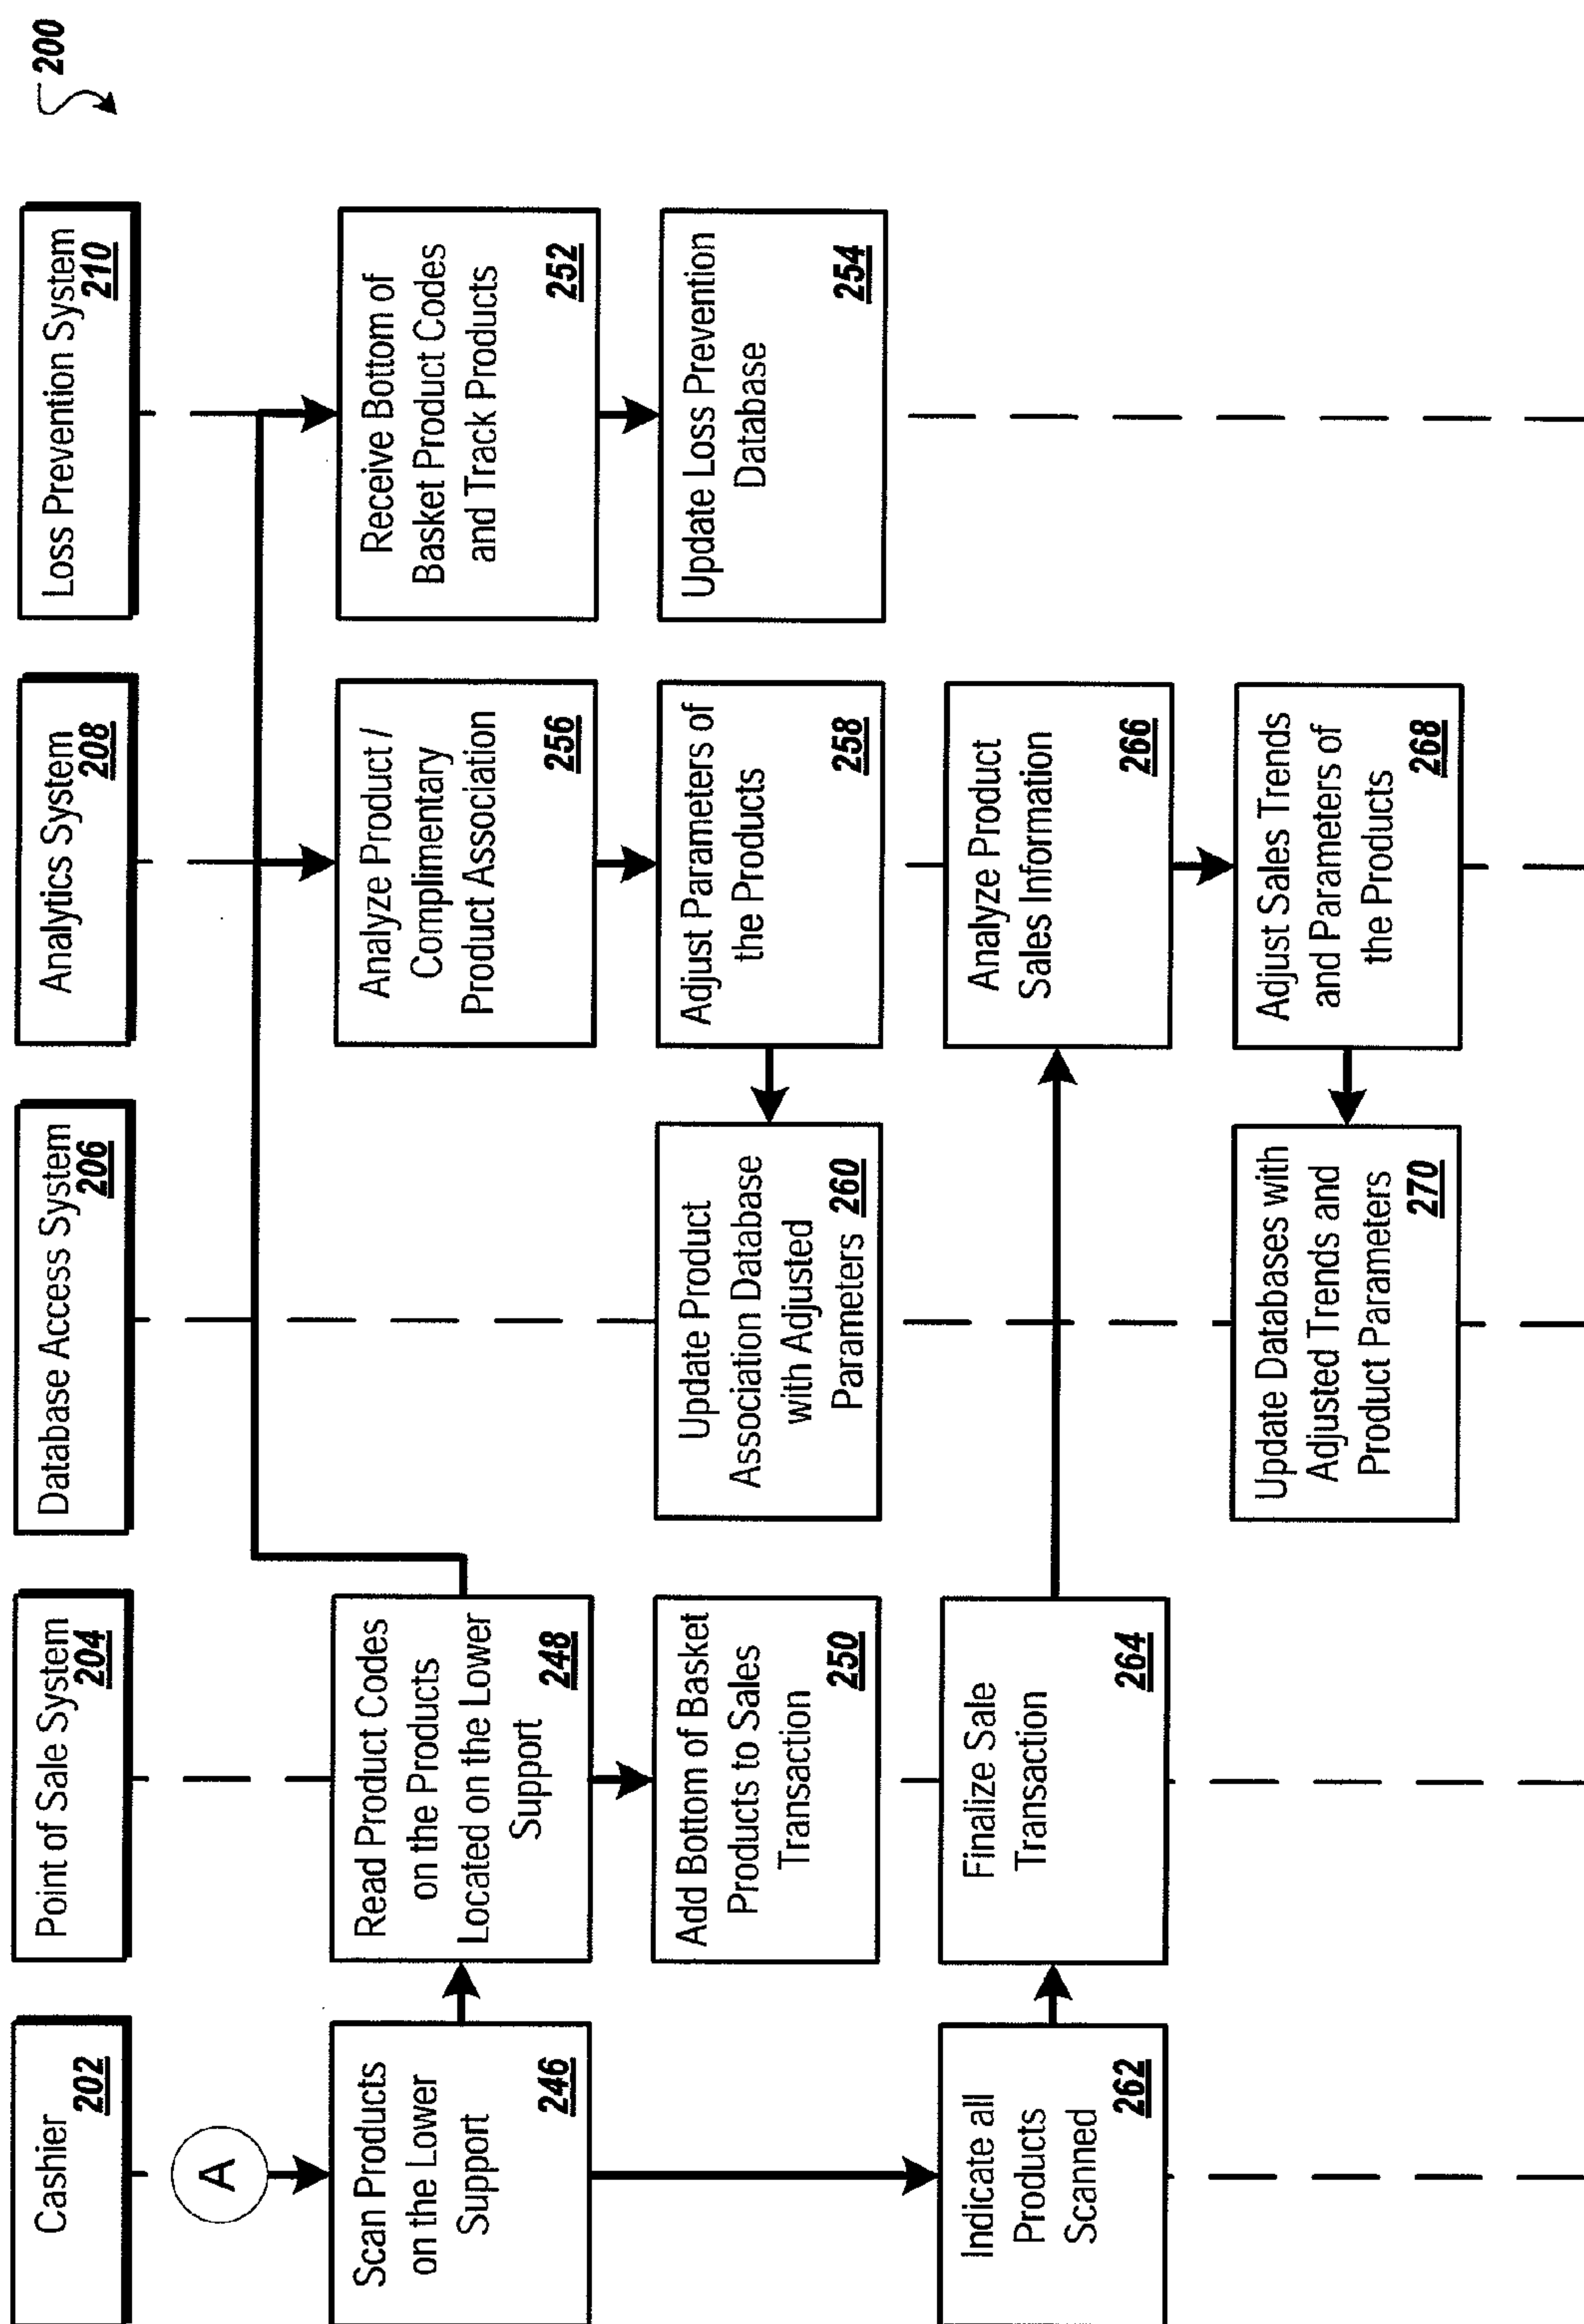 200
Cashier
202
Point of Sale System
204
Database Access System
206
Analytics System
208
Loss Prevention System
210
A
Scan Products
on the Lower
Support
246
Read Product Codes
on the Products
Located on the Lower
Support
248
Analyze Product /
Complimentary
Product Association
256
Receive Bottom of
Basket Product Codes
and Track Products
252
Add Bottom of Basket
Products to Sales
Transaction
250
Update Product
Association Database
with Adjusted
Parameters 260
Adjust Parameters of
the Products
258
Update Loss Prevention
Database
254
Indicate all
Products
Scanned
262
Finalize Sale
Transaction
264
Analyze Product
Sales Information
266
Update Databases with
Adjusted Trends and
Product Parameters
270
Adjust Sales Trends
and Parameters of
the Products
268